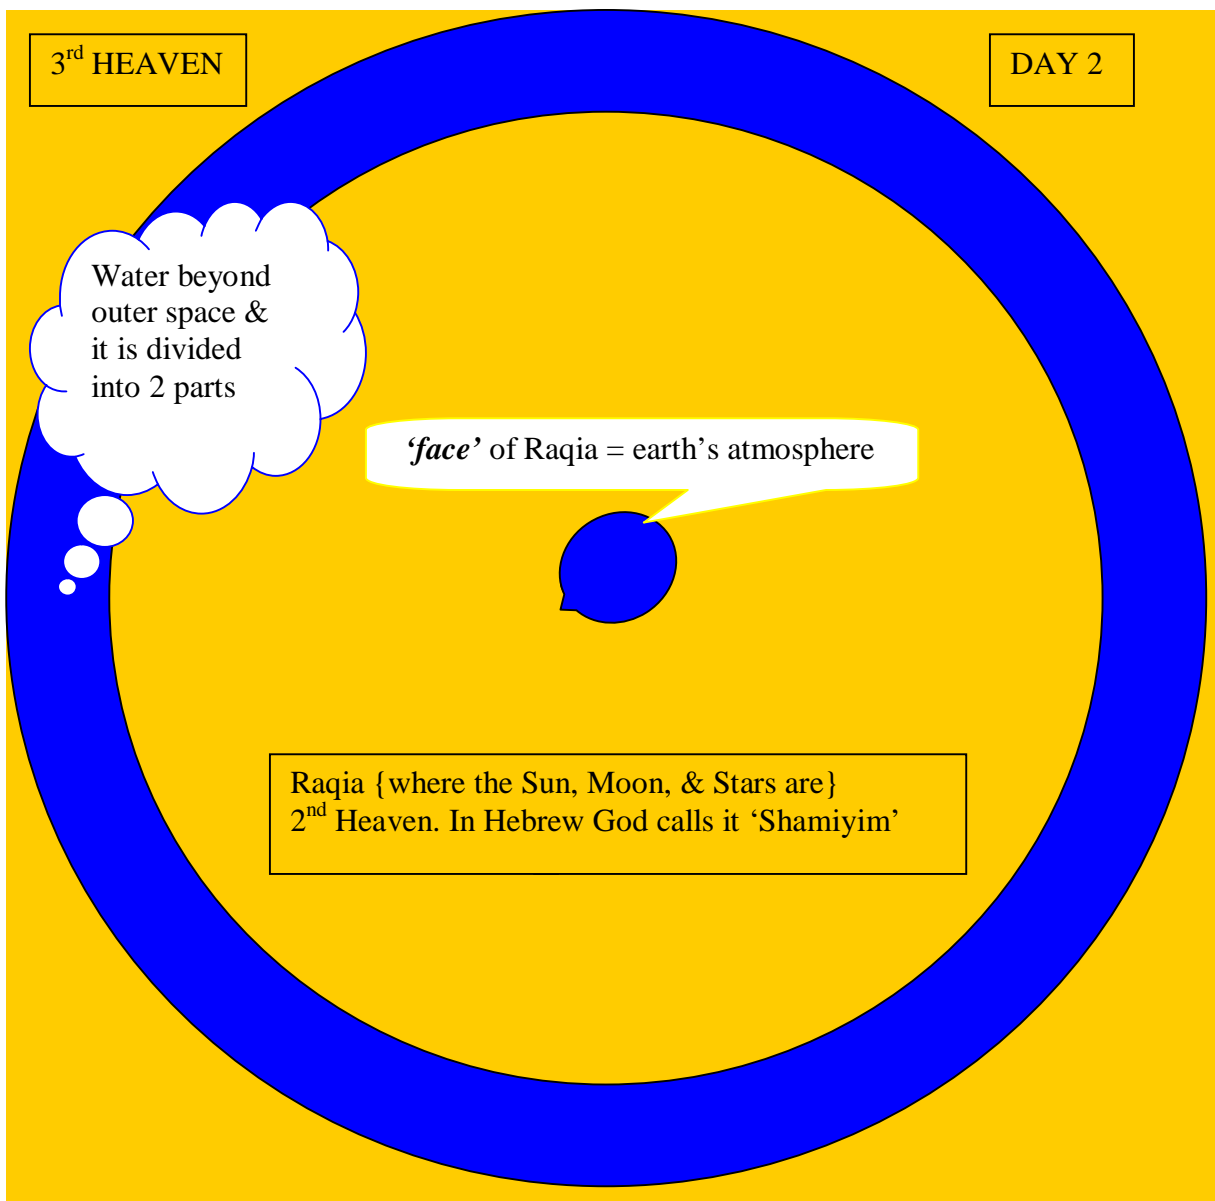 3rd HEAVEN
DAY 2
Water beyond
outer space &
it is divided
into 2 parts
‘face’ of Raqia = earth’s atmosphere
Raqia {where the Sun, Moon, & Stars are}
2nd Heaven. In Hebrew God calls it ‘Shamiyim’